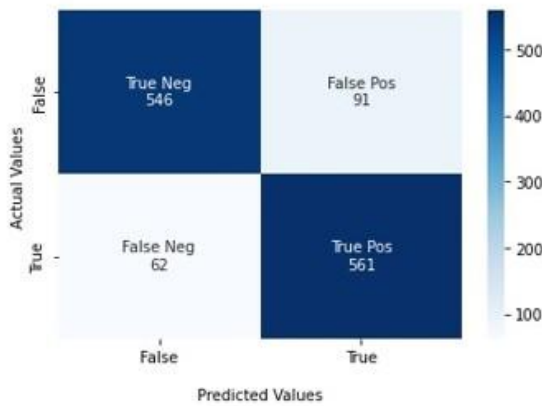 True Neg
546
False Pos
91
False Neg
62
True Pos
561
False
True
Actual Values
False
True
Predicted Values
500
400
300
200
100